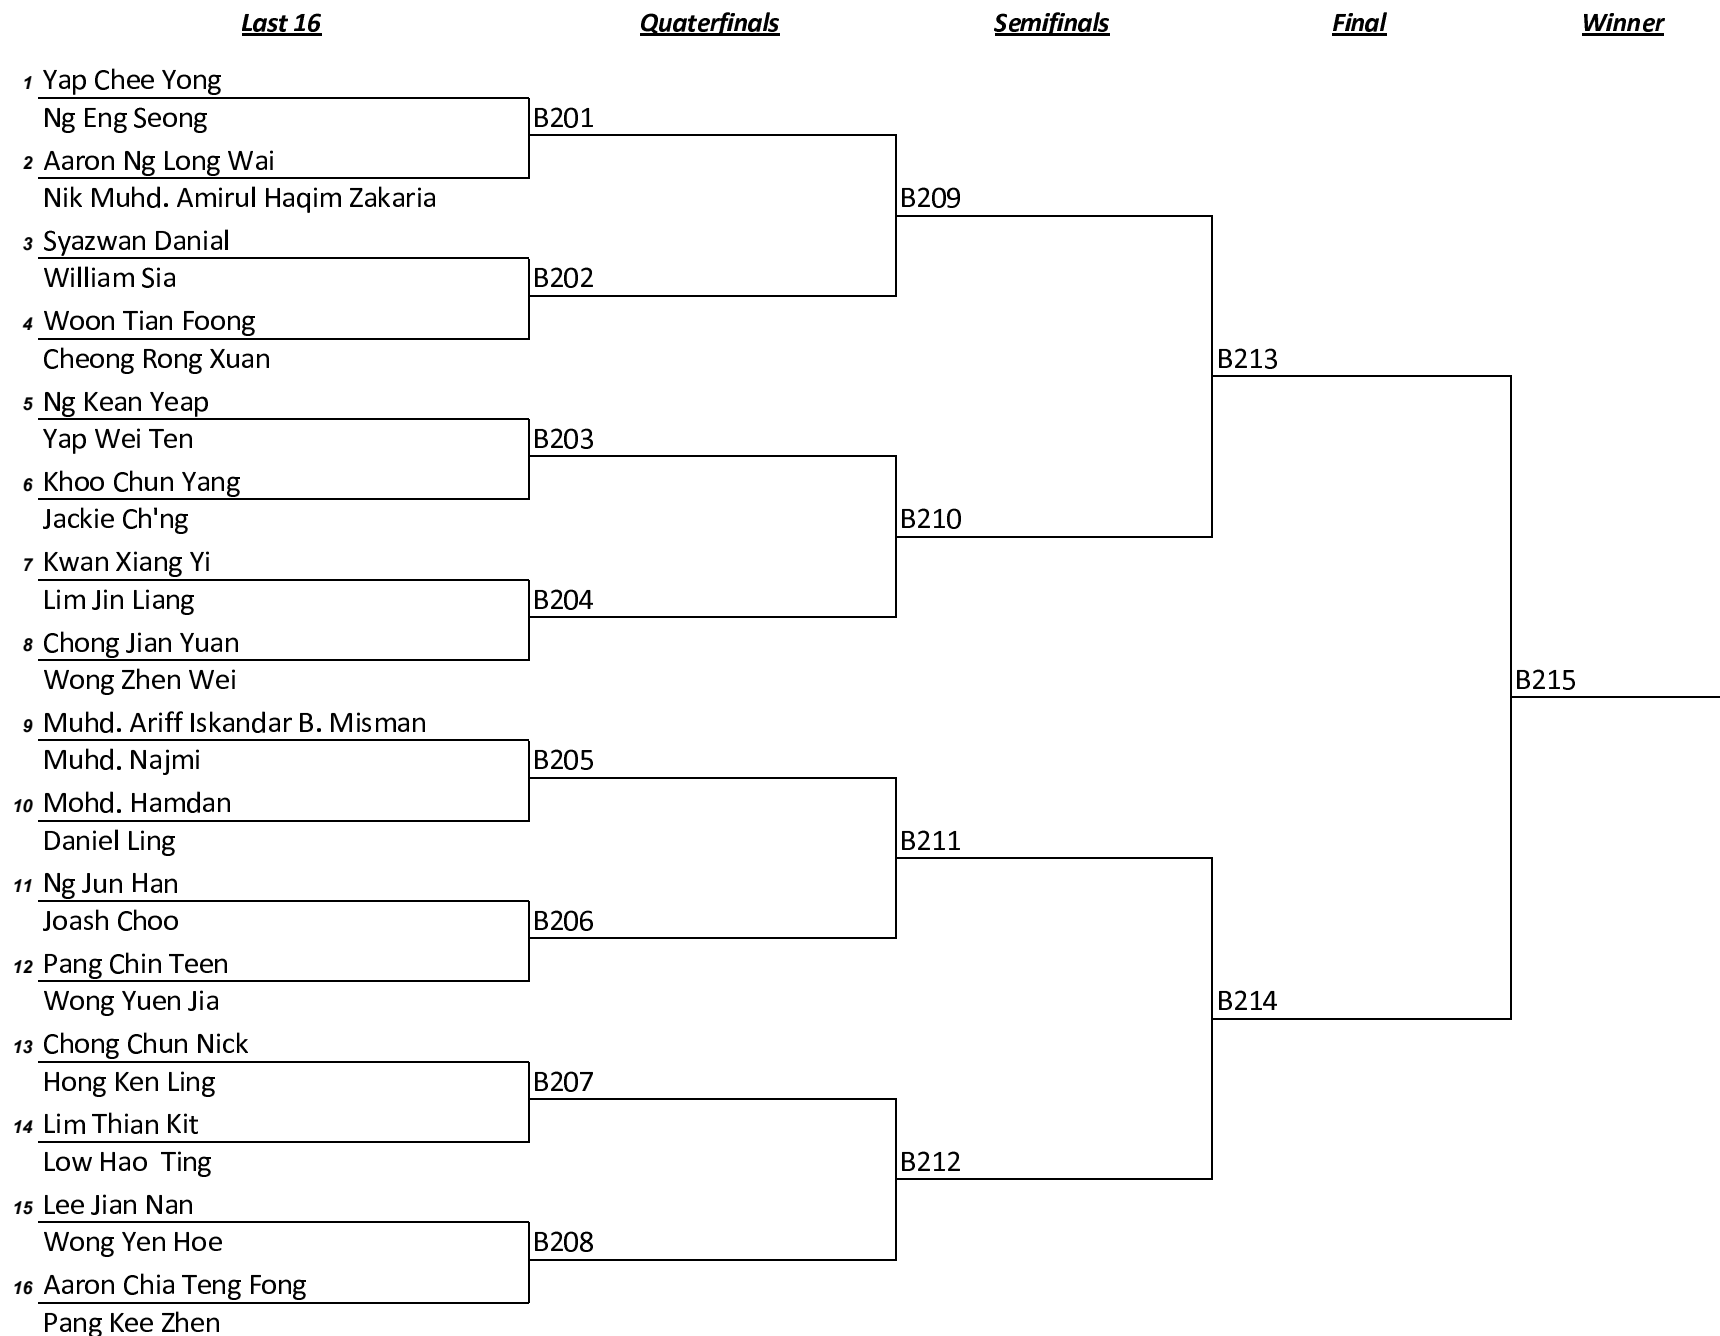 Last 16 Quaterfinals Semifinals Final Winner
1 Yap Chee Yong
Ng Eng Seong B201
2 Aaron Ng Long Wai
Nik Muhd. Amirul Haqim Zakaria B209
3 Syazwan Danial
William Sia B202
4 Woon Tian Foong
Cheong Rong Xuan B213
5 Ng Kean Yeap
Yap Wei Ten B203
6 Khoo Chun Yang
Jackie Ch'ng B210
7 Kwan Xiang Yi
Lim Jin Liang B204
8 Chong Jian Yuan
Wong Zhen Wei B215
9 Muhd. Ariff Iskandar B. Misman
Muhd. Najmi B205
10 Mohd. Hamdan
Daniel Ling B211
11 Ng Jun Han
Joash Choo B206
12 Pang Chin Teen
Wong Yuen Jia B214
13 Chong Chun Nick
Hong Ken Ling B207
14 Lim Thian Kit
Low Hao  Ting B212
15 Lee Jian Nan
Wong Yen Hoe B208
16 Aaron Chia Teng Fong
Pang Kee Zhen